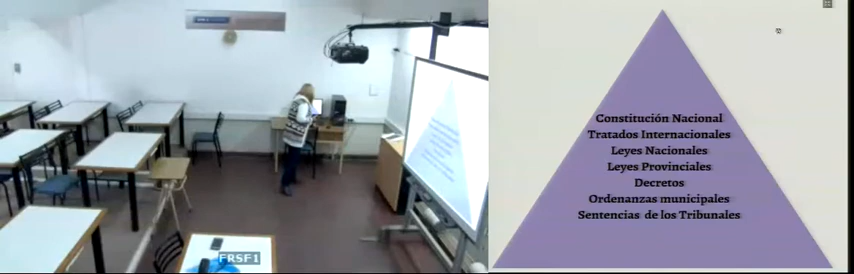 FRSF1
Constitución Nacional
Tratados Internacionales
Leyes Nacionales
Leyes Provinciales
Decretos
Ordenanzas municipales
Sentencias de los Tribunales